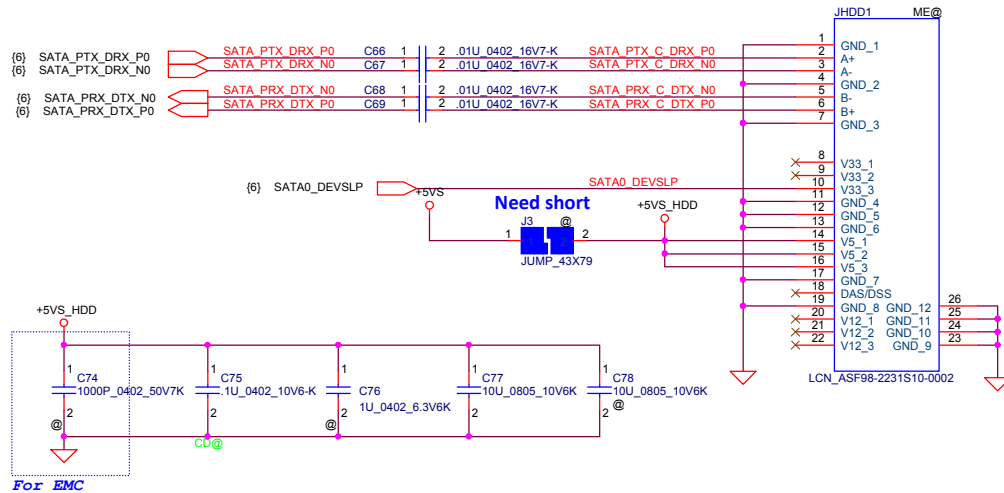 JHDD1 ME@
{6} SATA_PTX_DRX_P0 SATA_PTX_DRX_P0 C66 1 2 .01U_0402_16V7-K SATA_PTX_C_DRX_P0
{6} SATA_PTX_DRX_N0 SATA_PTX_DRX_N0 C67 1 2 .01U_0402_16V7-K SATA_PTX_C_DRX_N0
{6} SATA_PRX_DTX_N0 SATA_PRX_DTX_N0 C68 1 2 .01U_0402_16V7-K SATA_PRX_C_DTX_N0
{6} SATA_PRX_DTX_P0 SATA_PRX_DTX_P0 C69 1 2 .01U_0402_16V7-K SATA_PRX_C_DTX_P0
1 GND_1
2 A+
3 A-
4 GND_2
5 B-
6 B+
7 GND_3
8 V33_1
9 V33_2
10 V33_3
11 GND_4
12 GND_5
13 GND_6
14 V5_1
15 V5_2
16 V5_3
17 GND_7
18 DAS/DSS
19 GND_8 GND_12 26
20 V12_1 GND_11 25
21 V12_2 GND_10 24
22 V12_3 GND_9 23
LCN_ASF98-2231S10-0002
{6} SATA0_DEVSLP SATA0_DEVSLP
+5VS
Need short
+5VS_HDD
J3 @
1 1 2 2
JUMP_43X79
+5VS_HDD
1 C74 1000P_0402_50V7K 2 @
1 C75 .1U_0402_10V6-K 2 CD@
1 C76 1U_0402_6.3V6K 2 @
1 C77 10U_0805_10V6K 2
1 C78 10U_0805_10V6K @ 2
For EMC